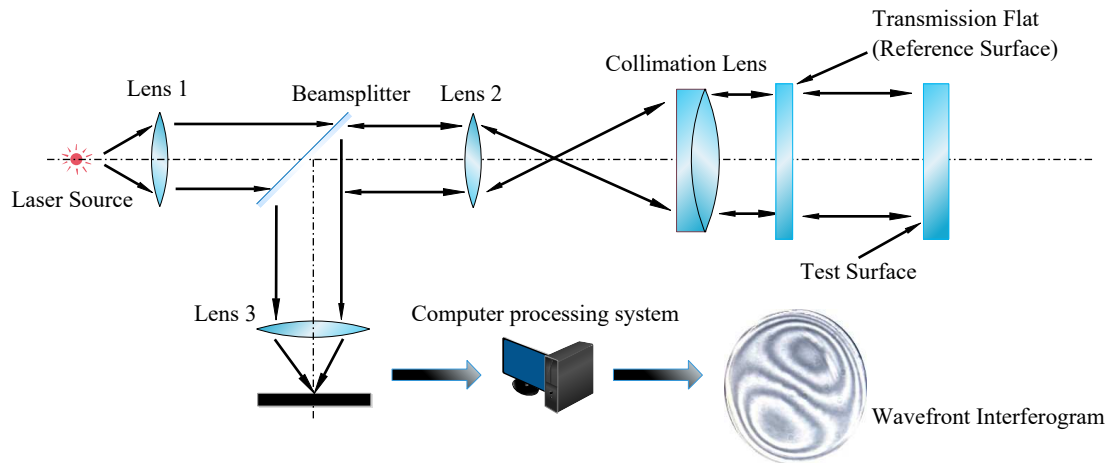 Transmission Flat
(Reference Surface)
Collimation Lens
Lens 1
Beamsplitter
Lens 2
Laser Source
Test Surface
Lens 3
Computer processing system
Wavefront Interferogram